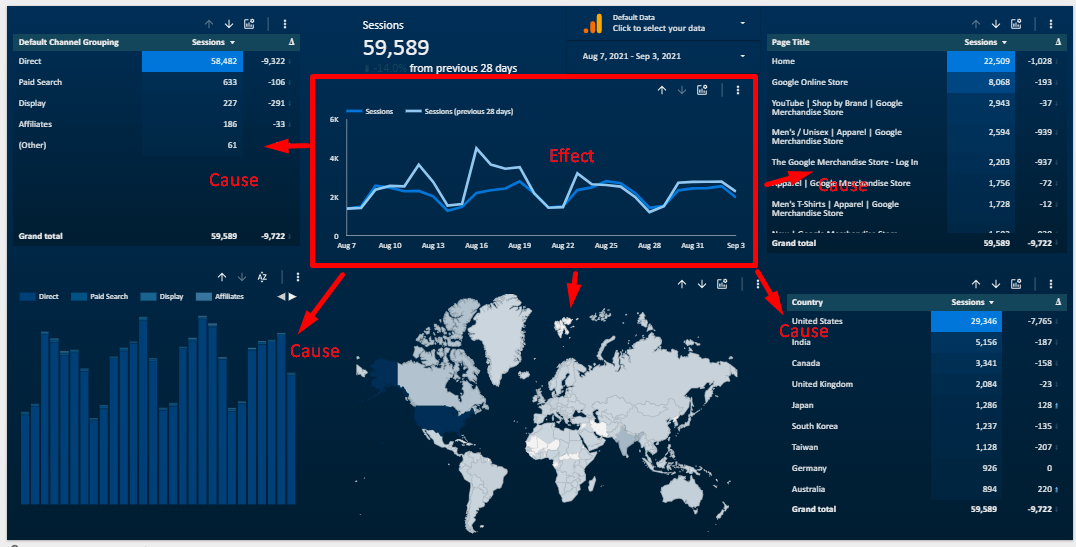 Sessions
59,589
-14.0% from previous 28 days
Default Data
Click to select your data
Aug 7, 2021 - Sep 3, 2021
Default Channel Grouping Sessions Δ
Direct 58,482 -9,322
Paid Search 633 -106
Display 227 -291
Affiliates 186 -33
(Other) 61
Grand total 59,589 -9,722
Cause
Sessions Sessions (previous 28 days)
6K
4K
2K
0
Aug 7 Aug 10 Aug 13 Aug 16 Aug 19 Aug 22 Aug 25 Aug 28 Aug 31 Sep 3
Effect
Page Title Sessions Δ
Home 22,509 -1,028
Google Online Store 8,068 -193
YouTube | Shop by Brand | Google
Merchandise Store 2,943 -37
Men's / Unisex | Apparel | Google
Merchandise Store 2,594 -939
The Google Merchandise Store - Log In 2,203 -937
Apparel | Google Merchandise Store 1,756 -72
Men's T-Shirts | Apparel | Google
Merchandise Store 1,728 -12
Grand total 59,589 -9,722
Cause
Direct Paid Search Display Affiliates
Cause
Country Sessions Δ
United States 29,346 -7,765
India 5,156 -187
Canada 3,341 -158
United Kingdom 2,084 -23
Japan 1,286 128
South Korea 1,237 -135
Taiwan 1,128 -207
Germany 926 0
Australia 894 220
Grand total 59,589 -9,722
Cause